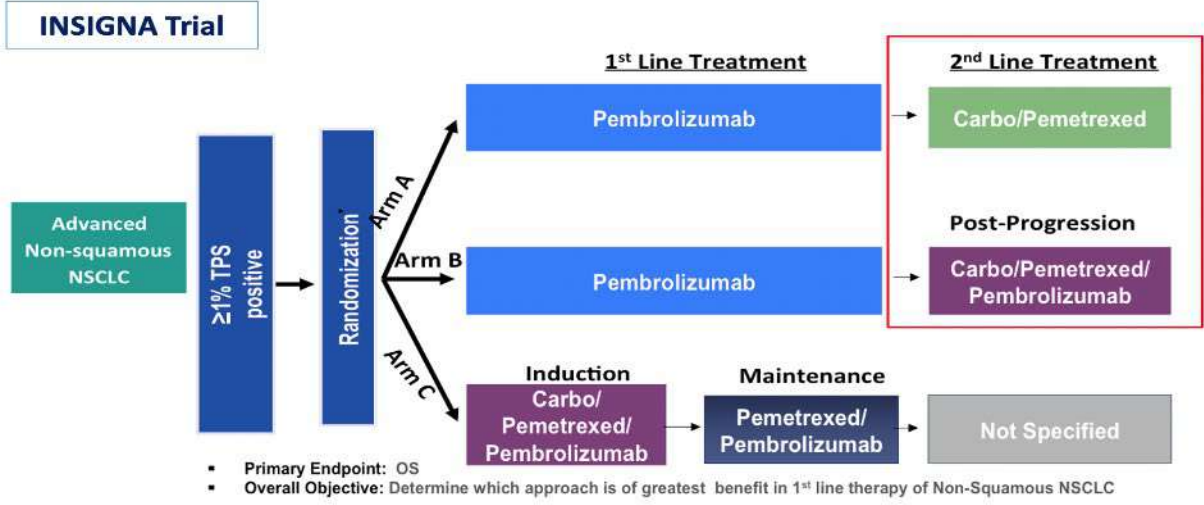 INSIGNA Trial
1st Line Treatment
2nd Line Treatment
Pembrolizumab
Carbo/Pemetrexed
Advanced
Non-squamous
NSCLC
≥1% TPS
positive
Randomization
Arm A
Arm B
Arm C
Pembrolizumab
Post-Progression
Carbo/Pemetrexed/
Pembrolizumab
Induction
Carbo/
Pemetrexed/
Pembrolizumab
Maintenance
Pemetrexed/
Pembrolizumab
Not Specified
▪ Primary Endpoint: OS
▪ Overall Objective: Determine which approach is of greatest benefit in 1st line therapy of Non-Squamous NSCLC